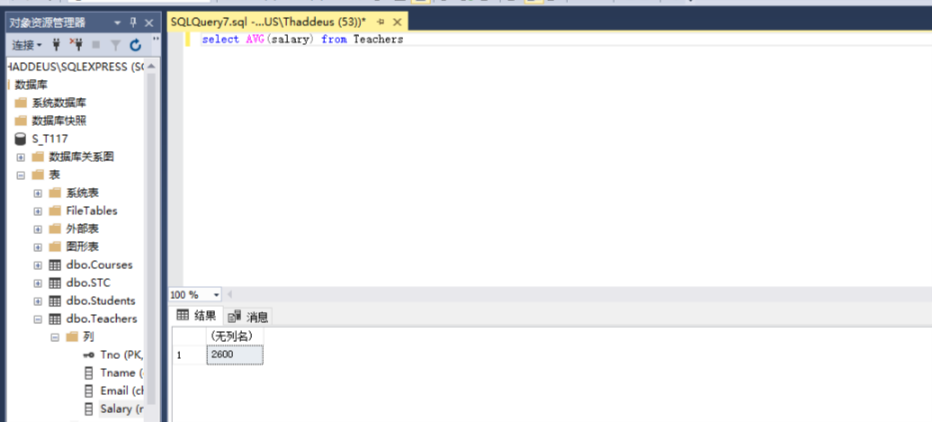 对象资源管理器
连接
HADDEUS\SQLEXPRESS (SC
数据库
系统数据库
数据库快照
S_T117
数据库关系图
表
系统表
FileTables
外部表
图形表
dbo.Courses
dbo.STC
dbo.Students
dbo.Teachers
列
Tno (PK,
Tname (
Email (ch
Salary (r
SQLQuery7.sql -...US\Thaddeus (53))*
select AVG(salary) from Teachers
100 %
结果 消息
(无列名)
1 2600